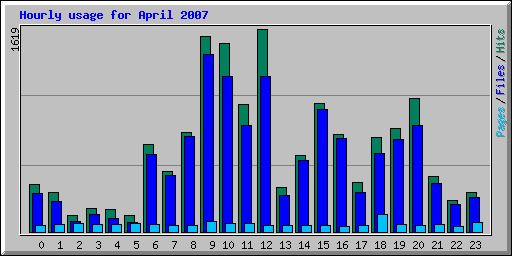 Hourly usage for April 2007
1619
Pages / Files / Hits
0 1 2 3 4 5 6 7 8 9 10 11 12 13 14 15 16 17 18 19 20 21 22 23